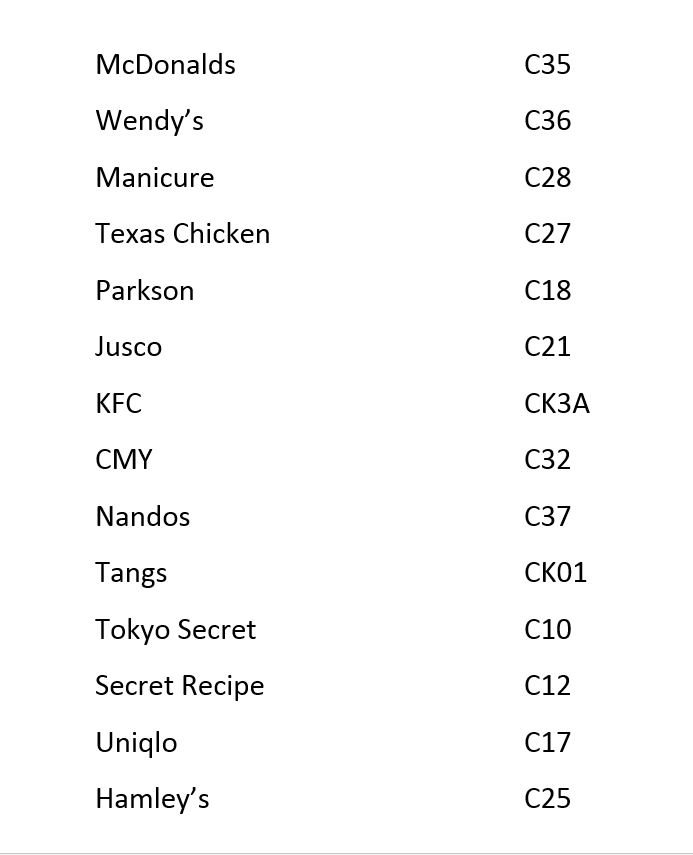 McDonalds C35
Wendy’s C36
Manicure C28
Texas Chicken C27
Parkson C18
Jusco C21
KFC CK3A
CMY C32
Nandos C37
Tangs CK01
Tokyo Secret C10
Secret Recipe C12
Uniqlo C17
Hamley’s C25